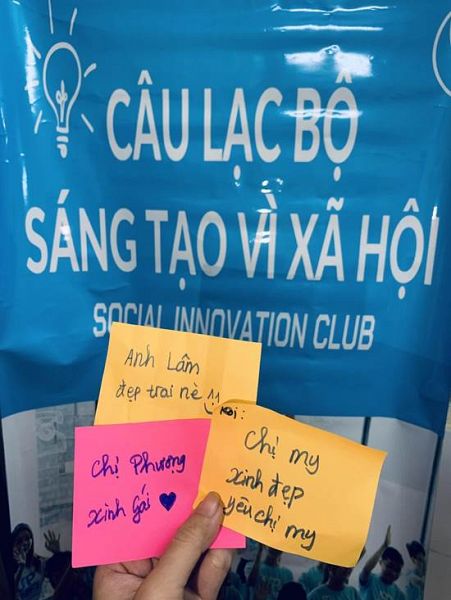 CÂU LẠC BỘ
SÁNG TẠO VÌ XÃ HỘI
SOCIAL INNOVATION CLUB
Anh Lâm
đẹp trai nè
Chị Phượng
xinh gái
Chị my
xinh đẹp
yêu chị my